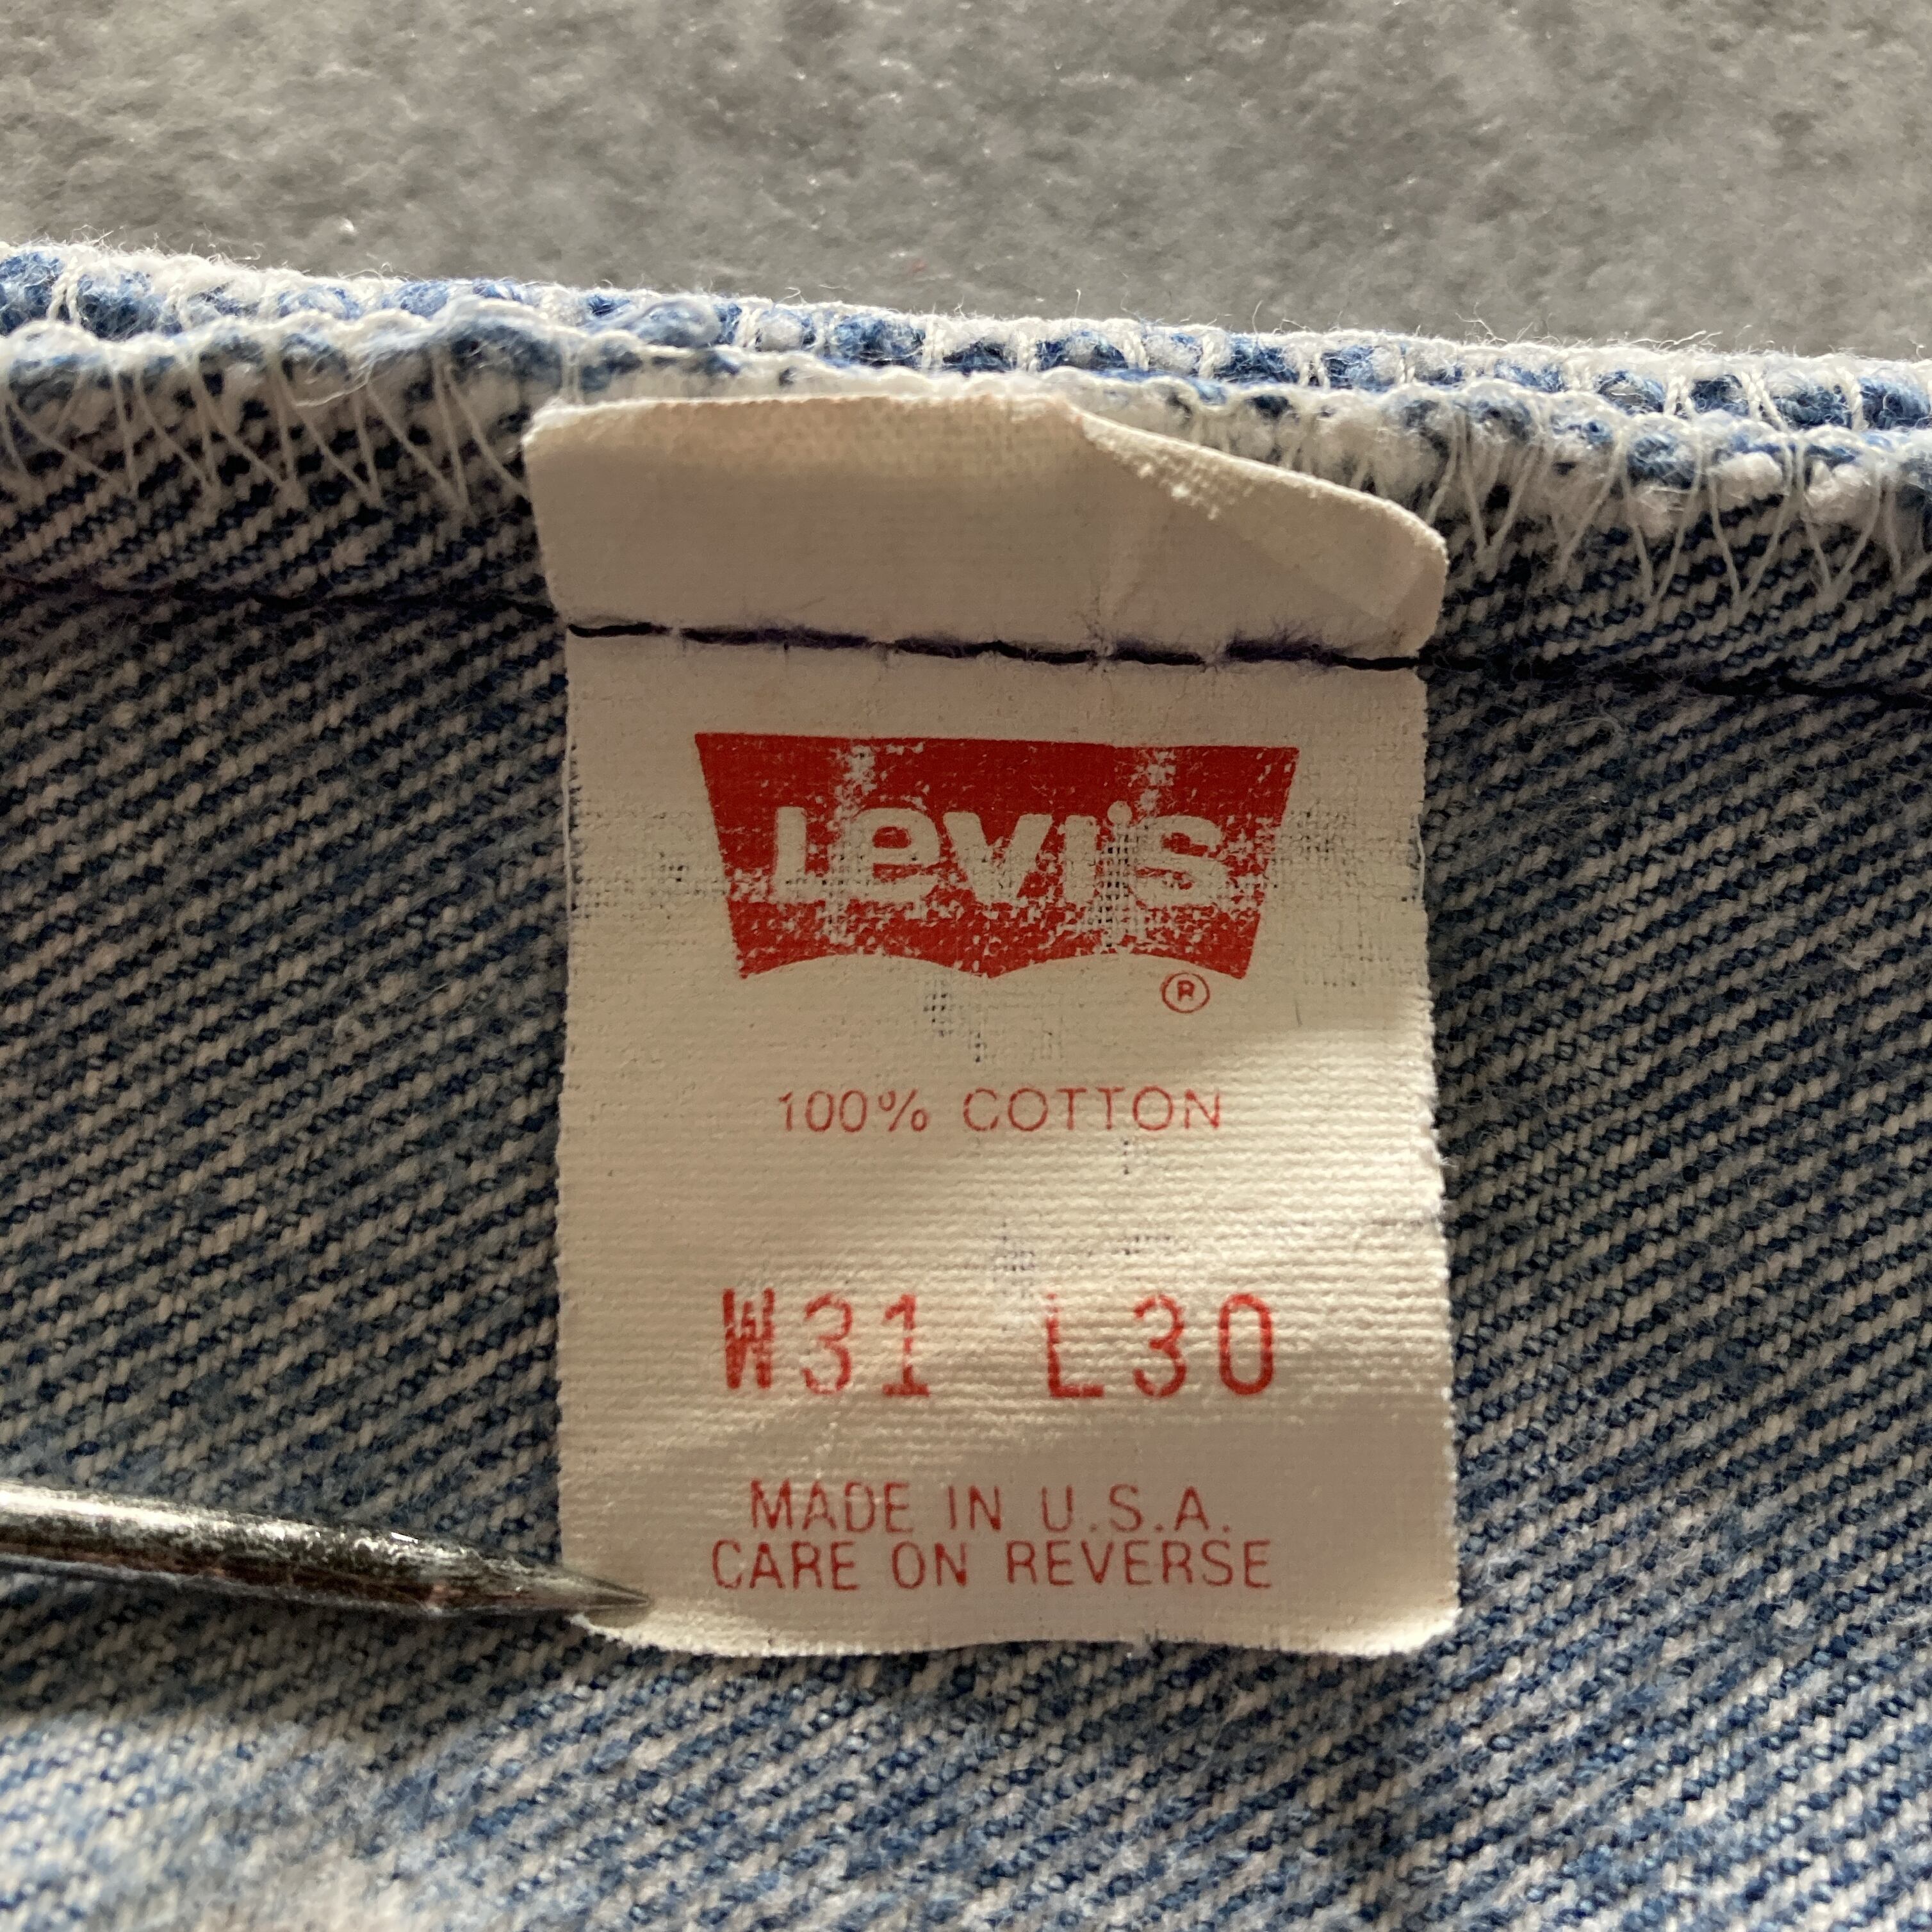 Levi's
®
100% COTTON
W31 L30
MADE IN U.S.A.
CARE ON REVERSE